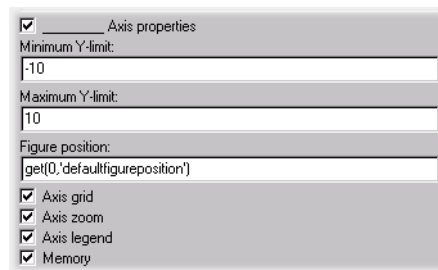 ________ Axis properties
Minimum Y-limit:
-10
Maximum Y-limit:
10
Figure position:
get(0,'defaultfigureposition')
Axis grid
Axis zoom
Axis legend
Memory